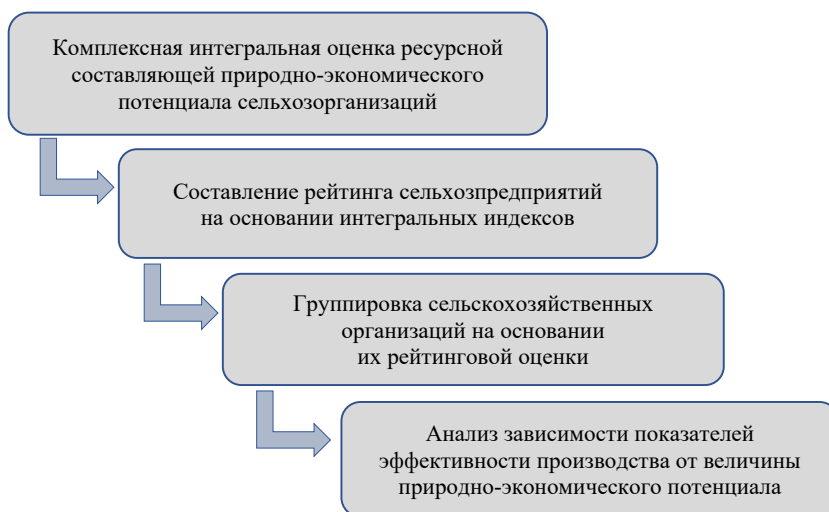 Комплексная интегральная оценка ресурсной
составляющей природно-экономического
потенциала сельхозорганизаций
Составление рейтинга сельхозпредприятий
на основании интегральных индексов
Группировка сельскохозяйственных
организаций на основании
их рейтинговой оценки
Анализ зависимости показателей
эффективности производства от величины
природно-экономического потенциала